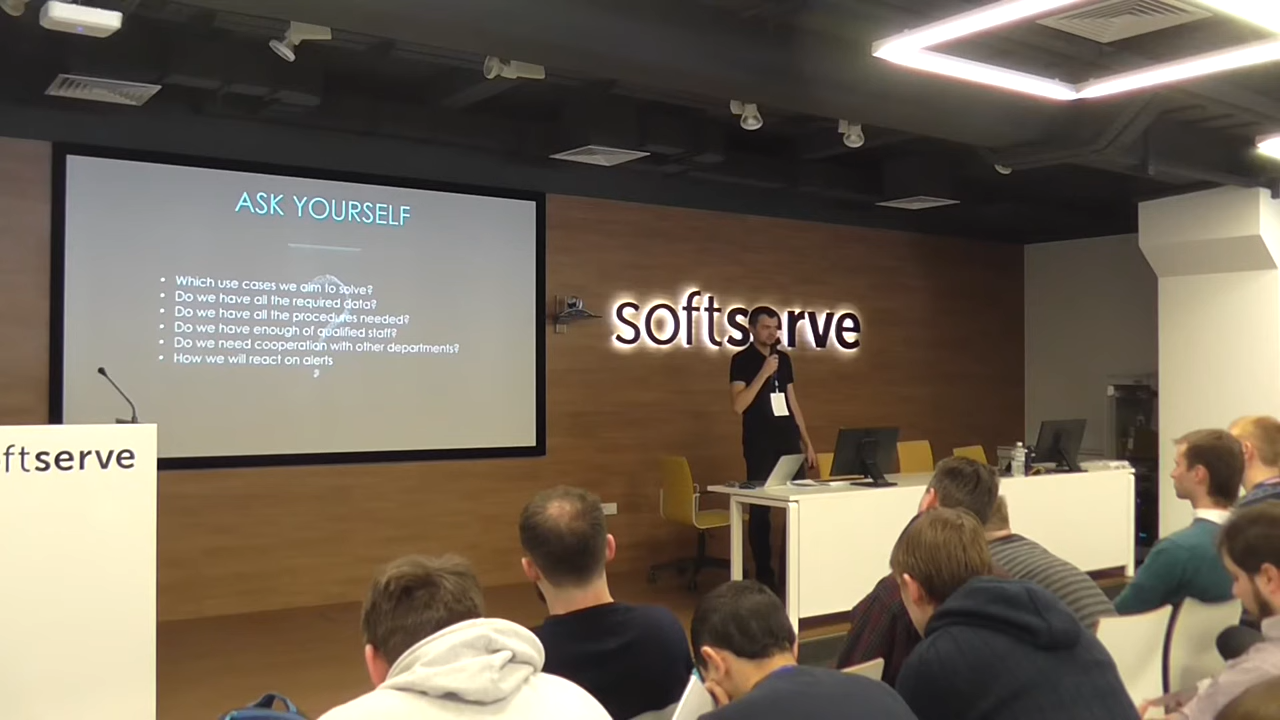 ASK YOURSELF
• Which use cases we aim to solve?
• Do we have all the required data?
• Do we have all the procedures needed?
• Do we have enough of qualified staff?
• Do we need cooperation with other departments?
• How we will react on alerts
?
softserve
oftserve